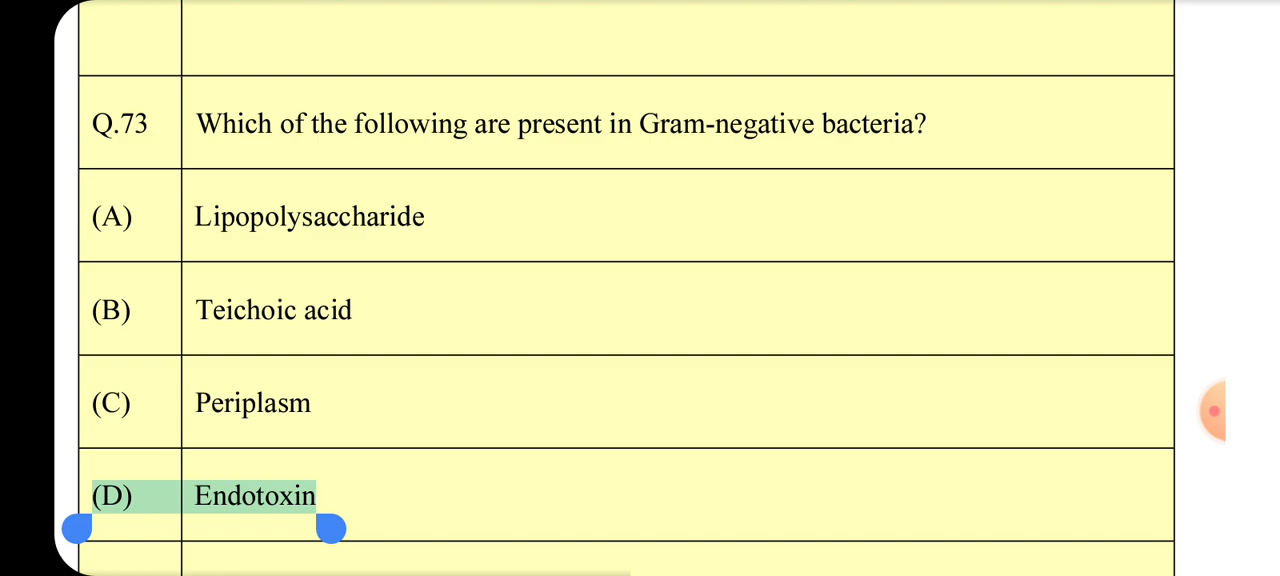 Q.73 Which of the following are present in Gram-negative bacteria?
(A) Lipopolysaccharide
(B) Teichoic acid
(C) Periplasm
(D) Endotoxin